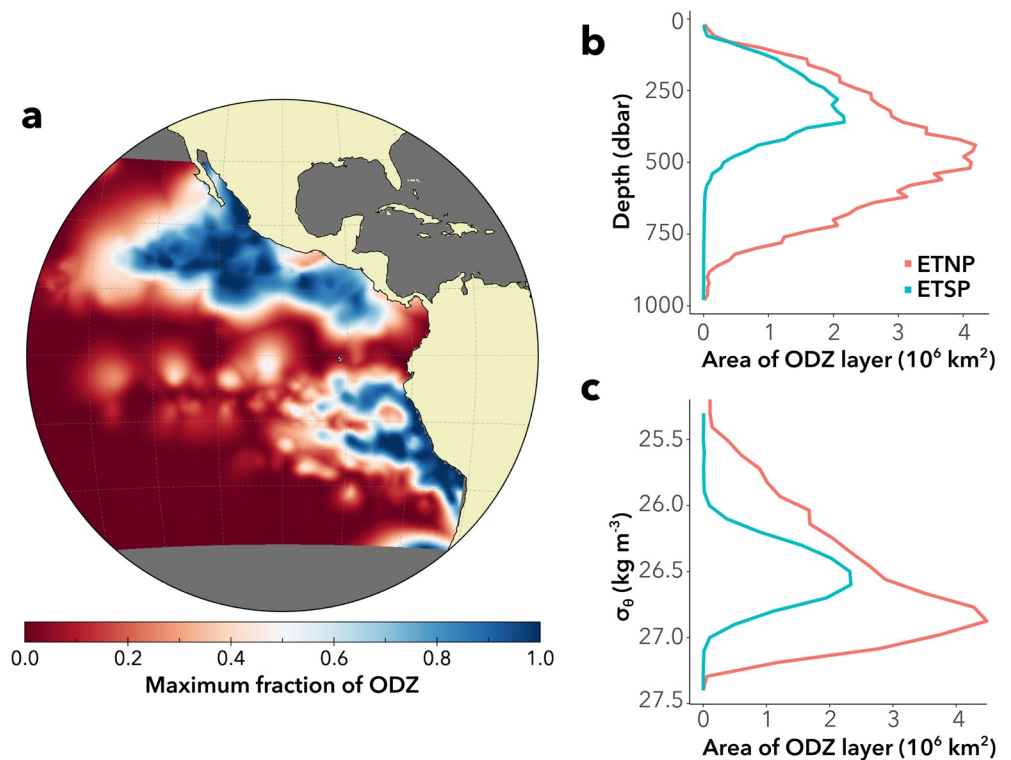 a
0.0 0.2 0.4 0.6 0.8 1.0
Maximum fraction of ODZ
b
0
250
500
750
1000
Depth (dbar)
ETNP
ETSP
0 1 2 3 4
Area of ODZ layer (10⁶ km²)
c
25.5
26.0
26.5
27.0
27.5
σθ (kg m⁻³)
0 1 2 3 4
Area of ODZ layer (10⁶ km²)